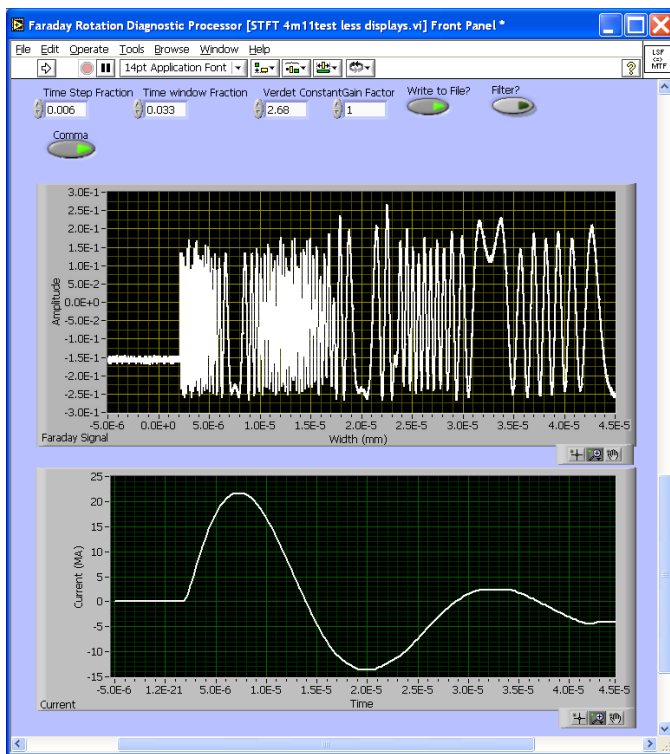 Faraday Rotation Diagnostic Processor [STFT 4m11test less displays.vi] Front Panel *
File Edit Operate Tools Browse Window Help
14pt Application Font
LSF
(=)
MTF
Time Step Fraction Time window Fraction Verdet Constant Gain Factor Write to File? Filter?
0.006 0.033 2.68 1
Comma
3.0E-1
2.5E-1
2.0E-1
1.5E-1
1.0E-1
5.0E-2
0.0E+0
-5.0E-2
-1.0E-1
-1.5E-1
-2.0E-1
-2.5E-1
-3.0E-1
Amplitude
-5.0E-6 0.0E+0 5.0E-6 1.0E-5 1.5E-5 2.0E-5 2.5E-5 3.0E-5 3.5E-5 4.0E-5 4.5E-5
Faraday Signal Width (mm)
25
20
15
10
5
0
-5
-10
-15
Current (MA)
-5.0E-6 1.2E-21 5.0E-6 1.0E-5 1.5E-5 2.0E-5 2.5E-5 3.0E-5 3.5E-5 4.0E-5 4.5E-5
Current Time